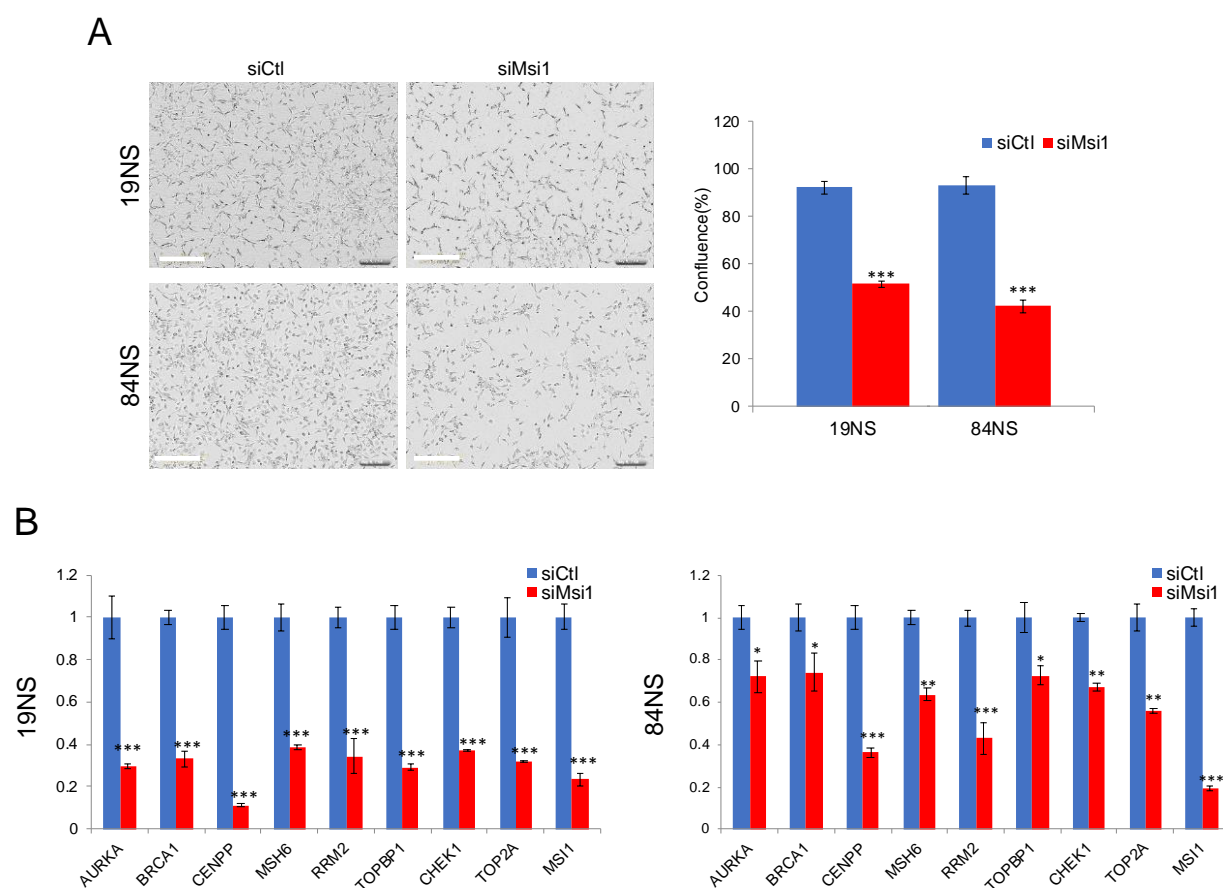 A
siCtl
siMsi1
19NS
84NS
120
100
80
60
40
20
0
Confluence(%)
siCtl siMsi1
***
***
19NS
84NS
B
19NS
1.2
1
0.8
0.6
0.4
0.2
0
siCtl
siMsi1
*** *** *** *** *** *** *** *** ***
AURKA BRCA1 CENPP MSH6 RRM2 TOPBP1 CHEK1 TOP2A MSI1
84NS
1.2
1
0.8
0.6
0.4
0.2
0
siCtl
siMsi1
* * *** ** *** * ** ** ***
AURKA BRCA1 CENPP MSH6 RRM2 TOPBP1 CHEK1 TOP2A MSI1